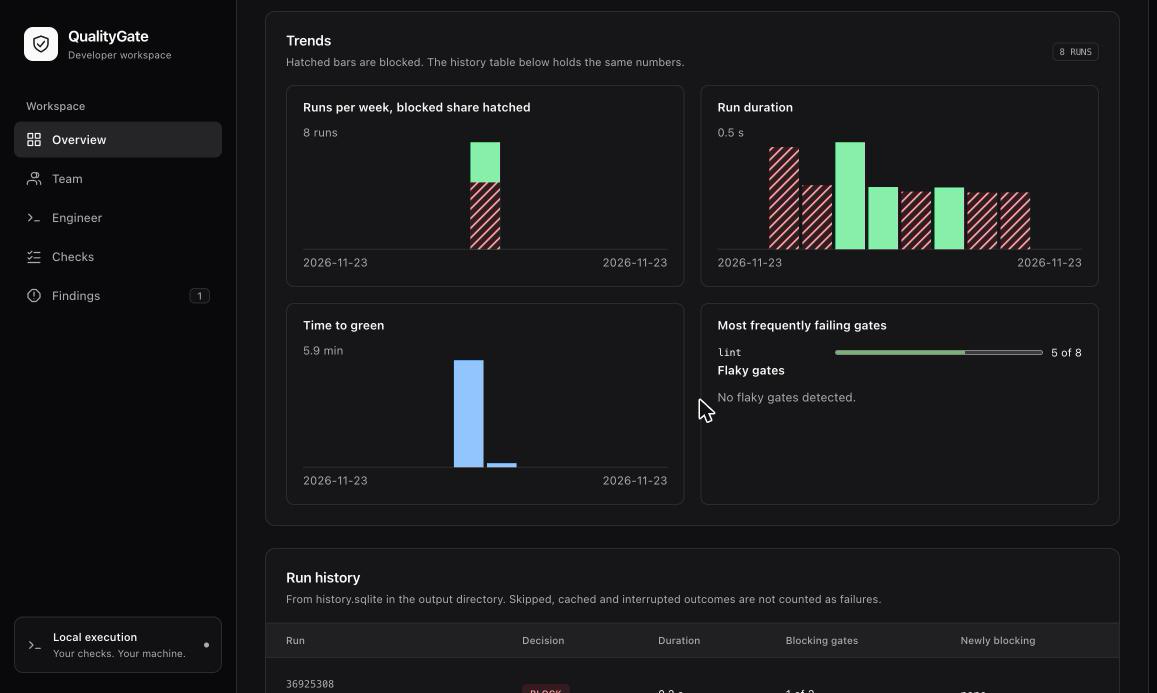 QualityGate
Developer workspace
Workspace
Overview
Team
Engineer
Checks
Findings 1
Local execution
Your checks. Your machine.
Trends
Hatched bars are blocked. The history table below holds the same numbers.
8 RUNS
Runs per week, blocked share hatched
8 runs
2026-11-23 2026-11-23
Run duration
0.5 s
2026-11-23 2026-11-23
Time to green
5.9 min
2026-11-23 2026-11-23
Most frequently failing gates
lint 5 of 8
Flaky gates
No flaky gates detected.
Run history
From history.sqlite in the output directory. Skipped, cached and interrupted outcomes are not counted as failures.
Run Decision Duration Blocking gates Newly blocking
36925308